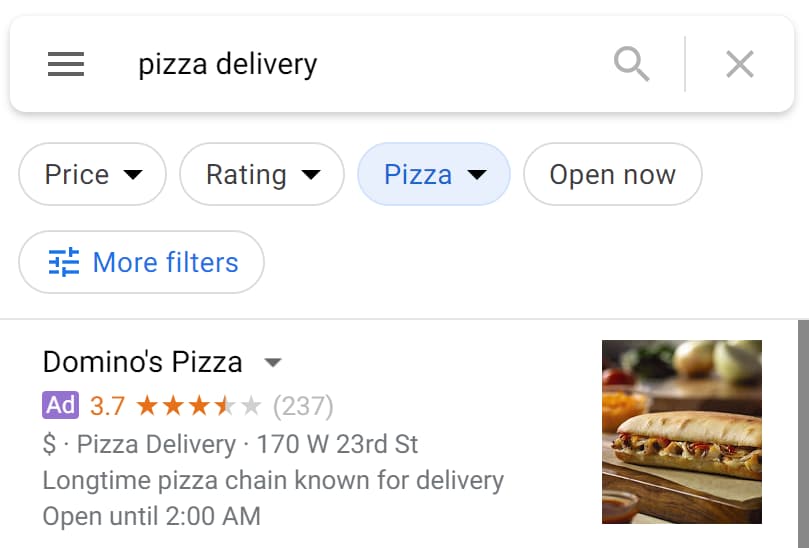 pizza delivery
Price Rating Pizza Open now
More filters
Domino's Pizza
Ad 3.7 (237)
$ · Pizza Delivery · 170 W 23rd St
Longtime pizza chain known for delivery
Open until 2:00 AM